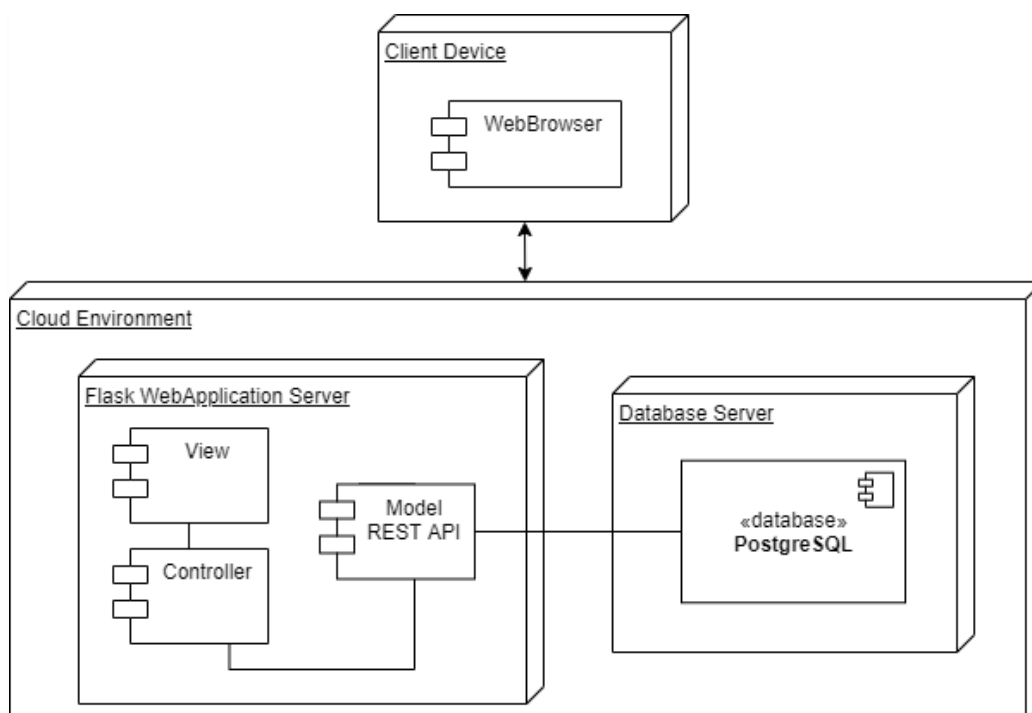 Client Device
WebBrowser
Cloud Environment
Flask WebApplication Server
View
Controller
Model
REST API
Database Server
«database»
PostgreSQL